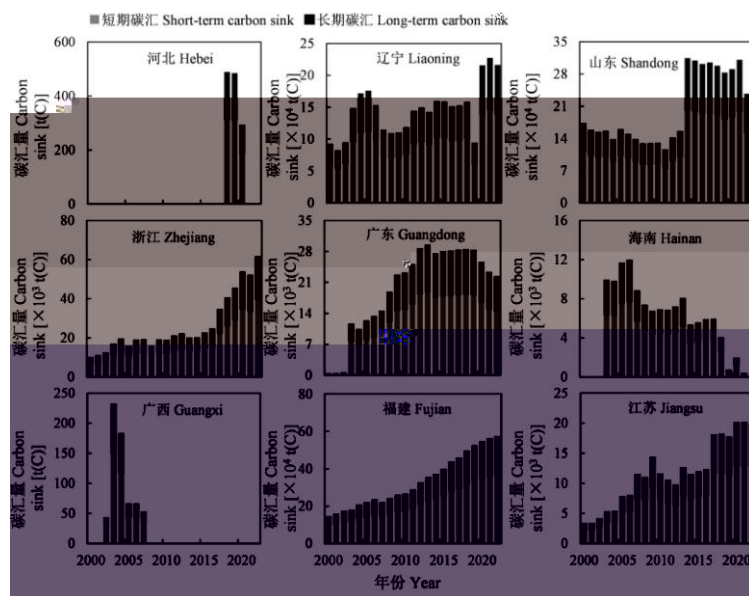 短期碳汇 Short-term carbon sink 长期碳汇 Long-term carbon sink
碳汇量 Carbon
sink [t(C)]
600
400
200
0
河北 Hebei
碳汇量 Carbon
sink [×10⁴ t(C)]
25
20
15
10
5
0
辽宁 Liaoning
碳汇量 Carbon
sink [×10⁴ t(C)]
35
28
21
14
7
0
山东 Shandong
碳汇量 Carbon
sink [×10³ t(C)]
80
60
40
20
0
浙江 Zhejiang
碳汇量 Carbon
sink [×10³ t(C)]
35
28
21
14
7
0
广东 Guangdong
碳汇量 Carbon
sink [×10³ t(C)]
16
12
8
4
0
海南 Hainan
碳汇量 Carbon
sink [t(C)]
250
200
150
100
50
0
广西 Guangxi
2000 2005 2010 2015 2020
碳汇量 Carbon
sink [×10⁴ t(C)]
80
60
40
20
0
福建 Fujian
2000 2005 2010 2015 2020
碳汇量 Carbon
sink [×10³ t(C)]
25
20
15
10
5
0
江苏 Jiangsu
2000 2005 2010 2015 2020
年份 Year